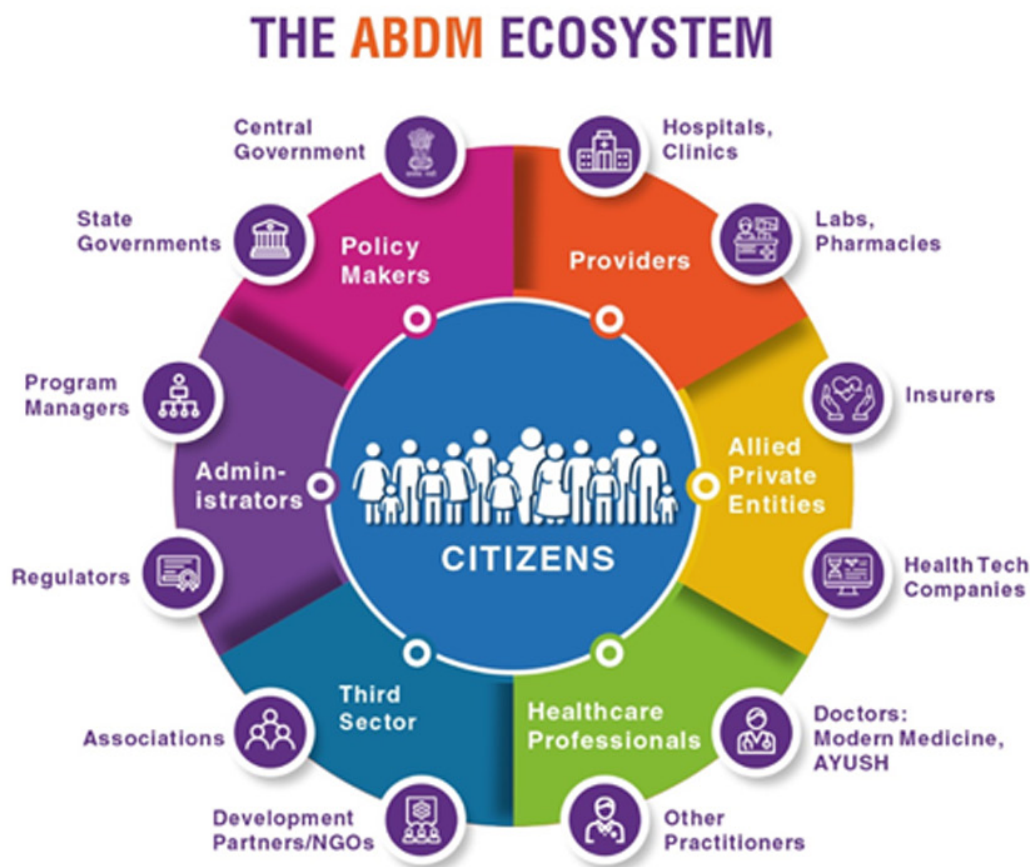 THE ABDM ECOSYSTEM
Central
Government
Hospitals,
Clinics
State
Governments
Labs,
Pharmacies
Policy
Makers
Providers
Program
Managers
Insurers
Admin-
istrators
Allied
Private
Entities
CITIZENS
Regulators
Health Tech
Companies
Third
Sector
Healthcare
Professionals
Associations
Doctors:
Modern Medicine,
AYUSH
Development
Partners/NGOs
Other
Practitioners